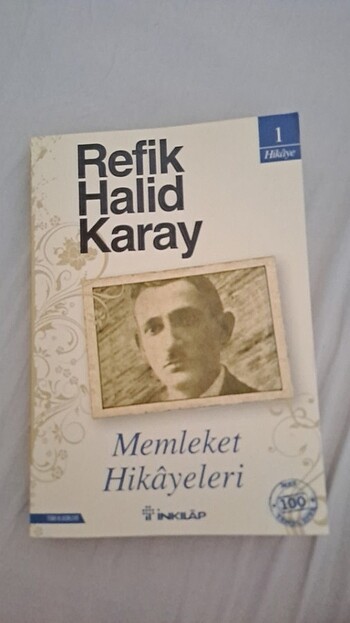 1
Hikâye
Refik
Halid
Karay
Memleket
Hikâyeleri
İNKILÂP
100